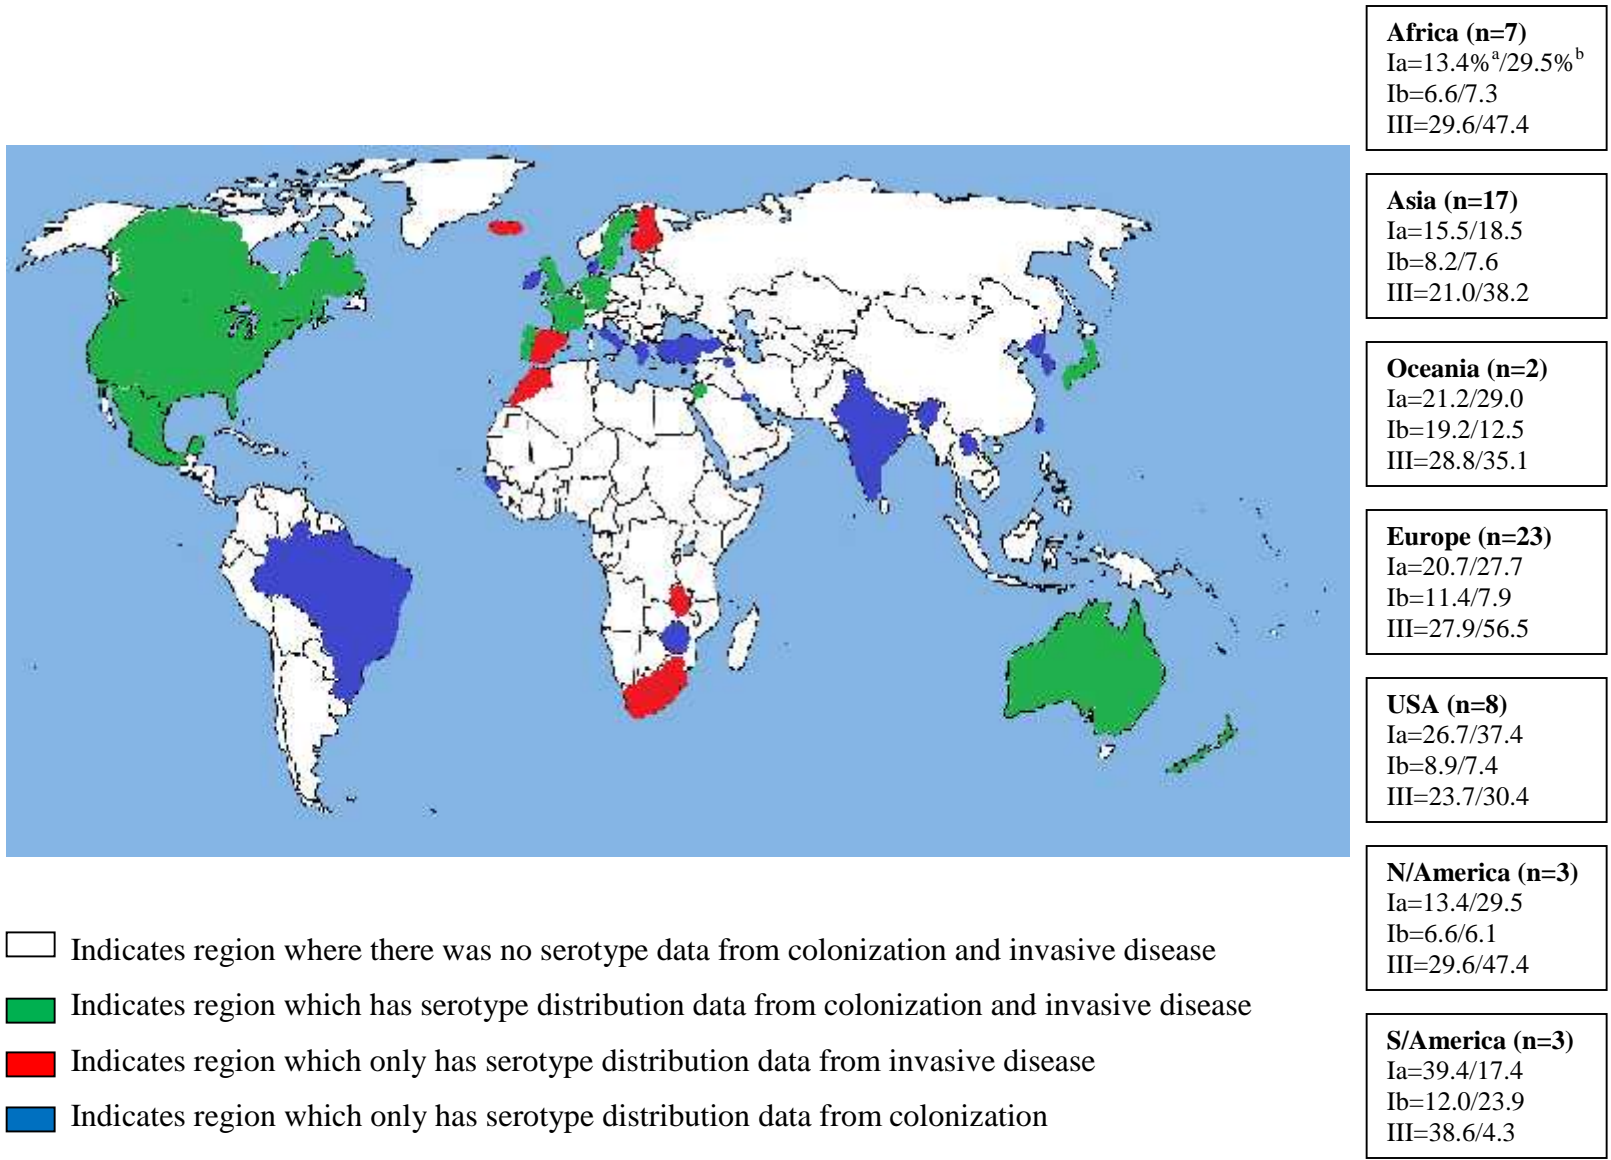 Africa (n=7)
Ia=13.4%a/29.5%b
Ib=6.6/7.3
III=29.6/47.4
Asia (n=17)
Ia=15.5/18.5
Ib=8.2/7.6
III=21.0/38.2
Oceania (n=2)
Ia=21.2/29.0
Ib=19.2/12.5
III=28.8/35.1
Europe (n=23)
Ia=20.7/27.7
Ib=11.4/7.9
III=27.9/56.5
USA (n=8)
Ia=26.7/37.4
Ib=8.9/7.4
III=23.7/30.4
N/America (n=3)
Ia=13.4/29.5
Ib=6.6/6.1
III=29.6/47.4
S/America (n=3)
Ia=39.4/17.4
Ib=12.0/23.9
III=38.6/4.3
Indicates region where there was no serotype data from colonization and invasive disease
Indicates region which has serotype distribution data from colonization and invasive disease
Indicates region which only has serotype distribution data from invasive disease
Indicates region which only has serotype distribution data from colonization